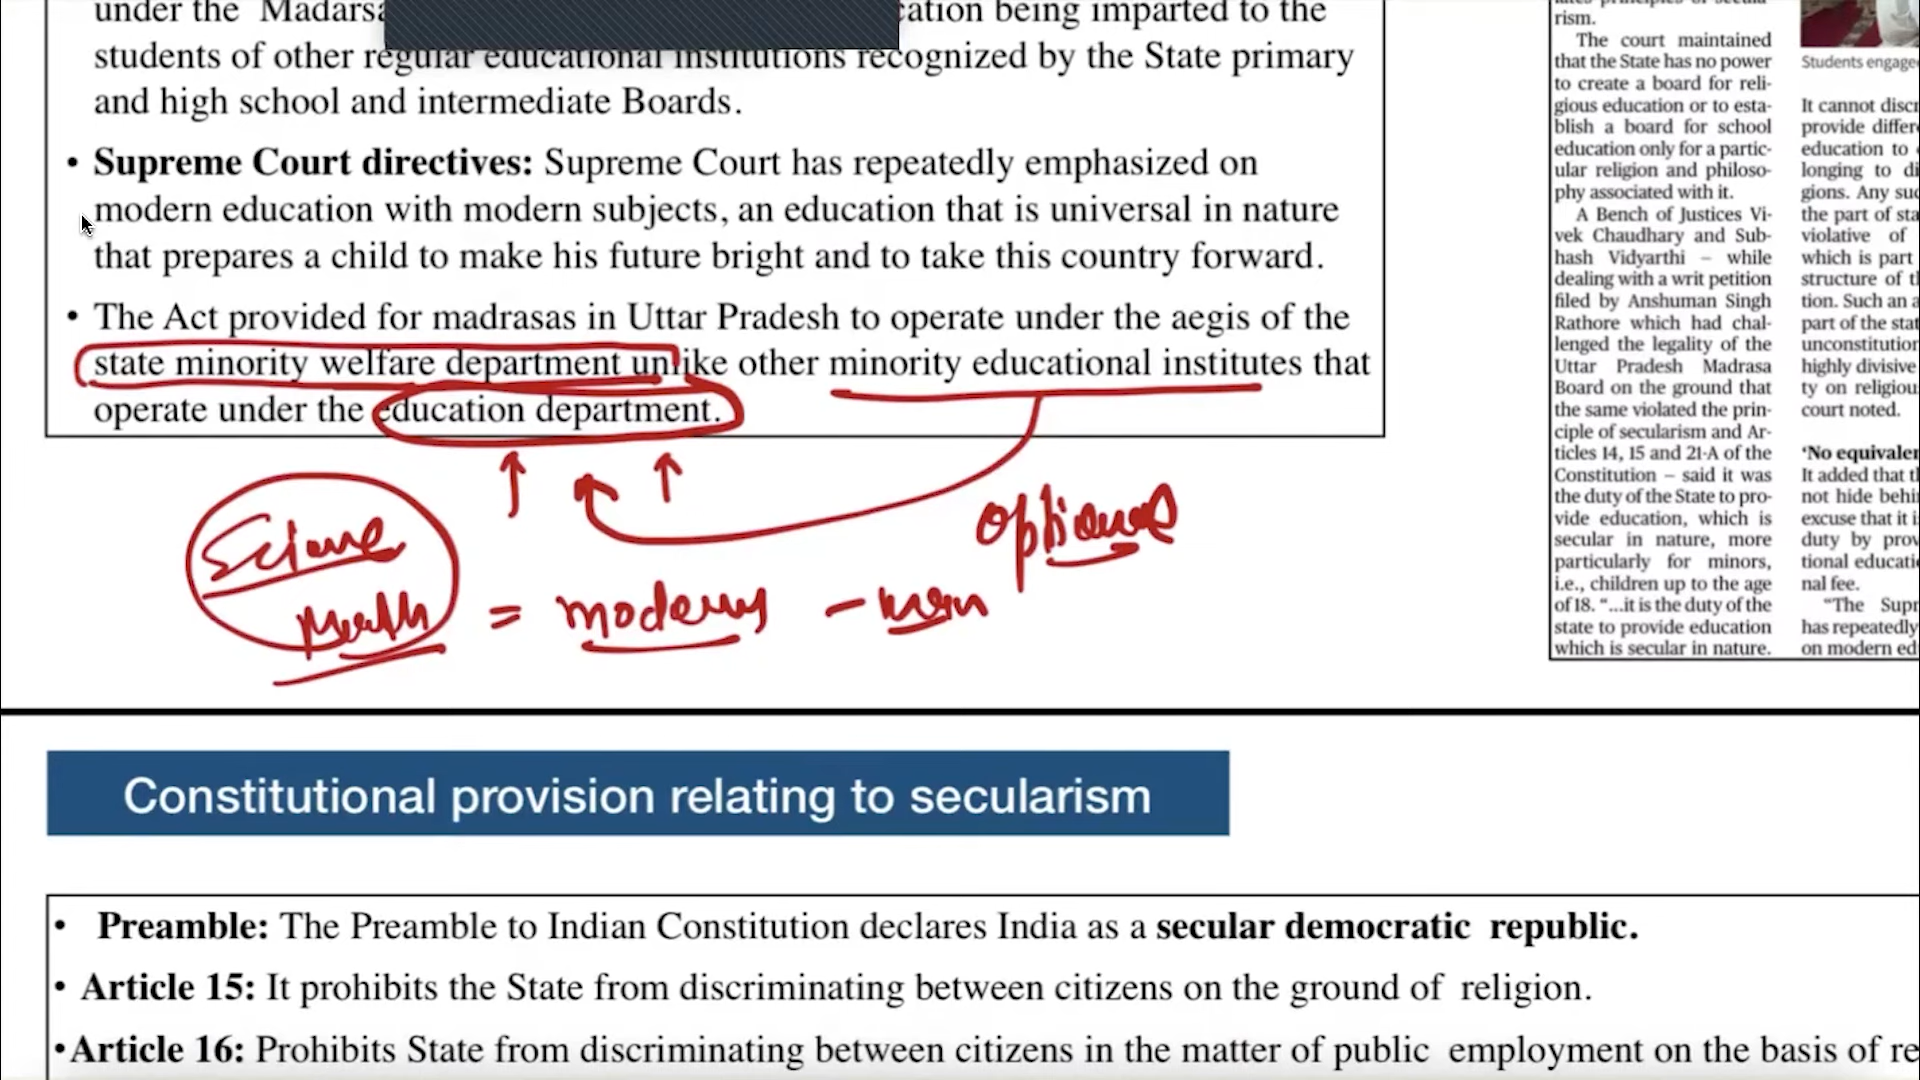 under the Madarsa
cation being imparted to the
students of other regular educational institutions recognized by the State primary
and high school and intermediate Boards.
• Supreme Court directives: Supreme Court has repeatedly emphasized on
modern education with modern subjects, an education that is universal in nature
that prepares a child to make his future bright and to take this country forward.
• The Act provided for madrasas in Uttar Pradesh to operate under the aegis of the
state minority welfare department unlike other minority educational institutes that
operate under the education department.
Science
Math = modern -
optional
Constitutional provision relating to secularism
• Preamble: The Preamble to Indian Constitution declares India as a secular democratic republic.
• Article 15: It prohibits the State from discriminating between citizens on the ground of religion.
• Article 16: Prohibits State from discriminating between citizens in the matter of public employment on the basis of re
rism.
The court maintained
that the State has no power
to create a board for reli-
gious education or to esta-
blish a board for school
education only for a partic-
ular religion and philoso-
phy associated with it.
A Bench of Justices Vi-
vek Chaudhary and Sub-
hash Vidyarthi – while
dealing with a writ petition
filed by Anshuman Singh
Rathore which had chal-
lenged the legality of the
Uttar Pradesh Madrasa
Board on the ground that
the same violated the prin-
ciple of secularism and Ar-
ticles 14, 15 and 21-A of the
Constitution – said it was
the duty of the State to pro-
vide education, which is
secular in nature, more
particularly for minors,
i.e., children up to the age
of 18. “...it is the duty of the
state to provide education
which is secular in nature.
Students engage
It cannot discr
provide differe
education to
longing to di
gions. Any suc
the part of sta
violative of
which is part
structure of th
tion. Such an a
part of the stat
unconstitution
highly divisive
ty on religiou
court noted.
‘No equivalen
It added that th
not hide behi
excuse that it i
duty by prov
tional educati
nal fee.
“The Supr
has repeatedly
on modern ed